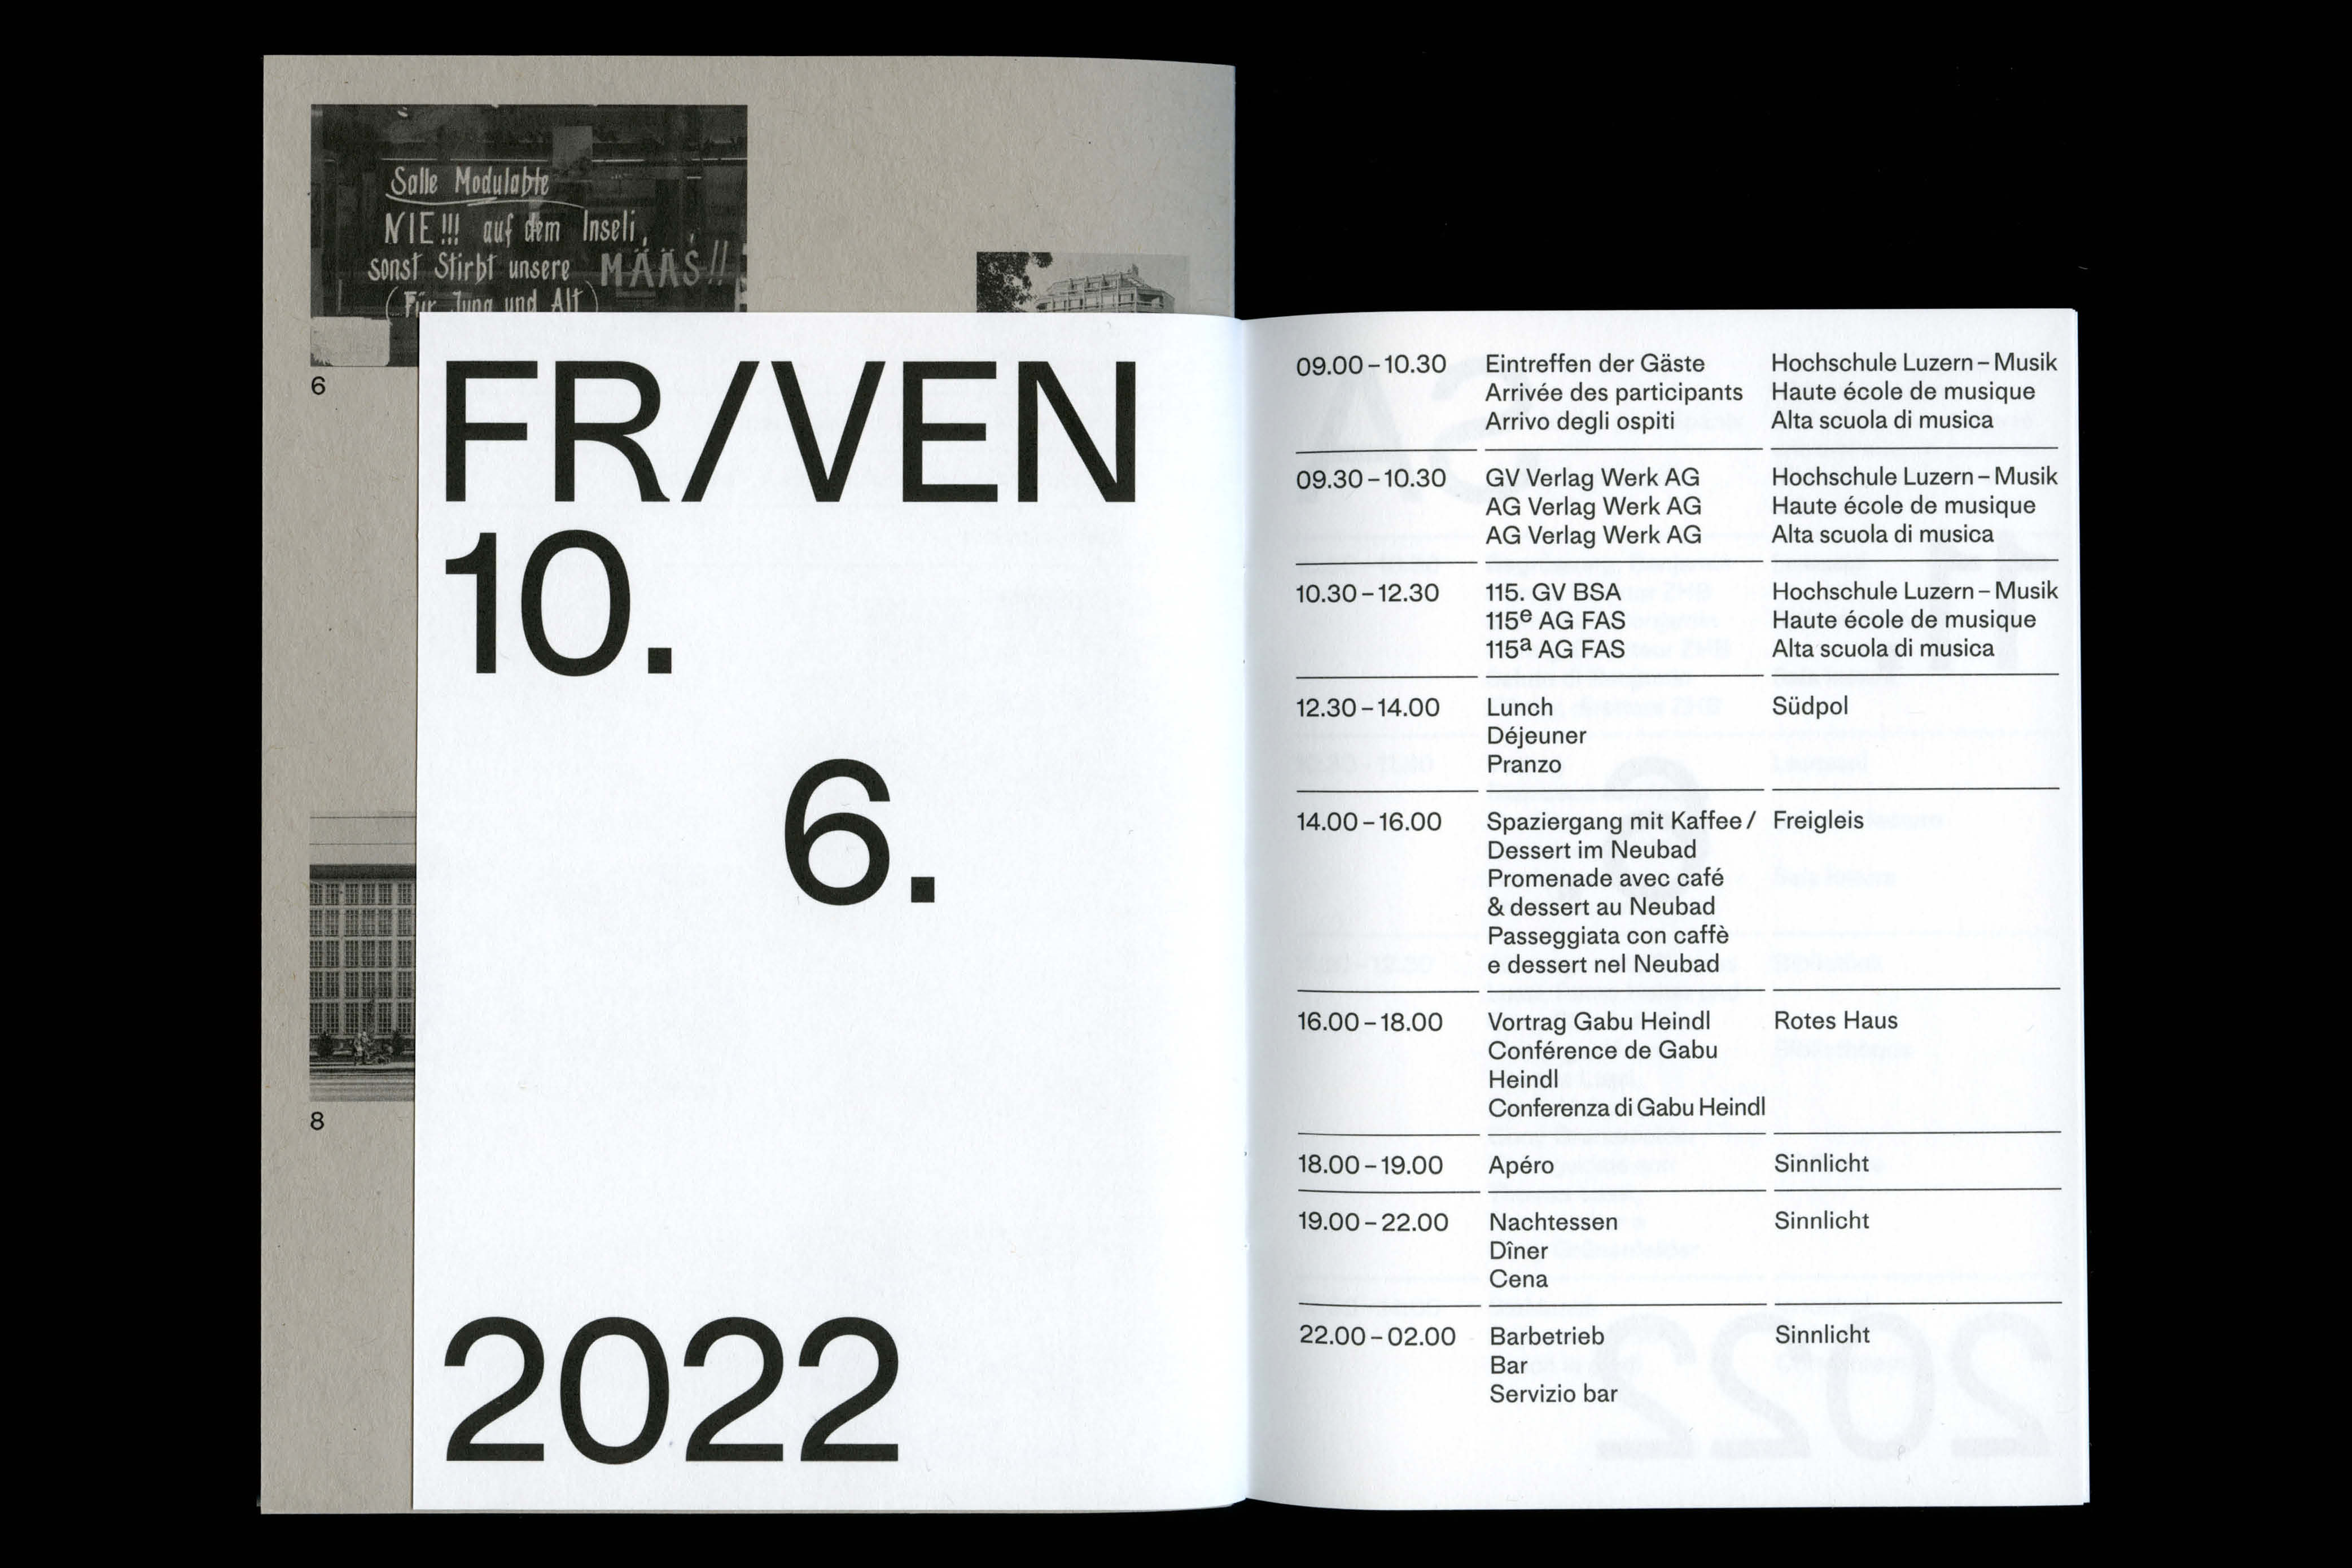 Salle Modulable
NIE!!! auf dem Inseli,
sonst Stirbt unsere MÄÄS!!
(Für Jung und Alt)
6
8
FR/VEN
10.
6.
2022
09.00 – 10.30 Eintreffen der Gäste Hochschule Luzern – Musik
Arrivée des participants Haute école de musique
Arrivo degli ospiti Alta scuola di musica
09.30 – 10.30 GV Verlag Werk AG Hochschule Luzern – Musik
AG Verlag Werk AG Haute école de musique
AG Verlag Werk AG Alta scuola di musica
10.30 – 12.30 115. GV BSA Hochschule Luzern – Musik
115e AG FAS Haute école de musique
115a AG FAS Alta scuola di musica
12.30 – 14.00 Lunch Südpol
Déjeuner
Pranzo
14.00 – 16.00 Spaziergang mit Kaffee / Freigleis
Dessert im Neubad
Promenade avec café
& dessert au Neubad
Passeggiata con caffè
e dessert nel Neubad
16.00 – 18.00 Vortrag Gabu Heindl Rotes Haus
Conférence de Gabu
Heindl
Conferenza di Gabu Heindl
18.00 – 19.00 Apéro Sinnlicht
19.00 – 22.00 Nachtessen Sinnlicht
Dîner
Cena
22.00 – 02.00 Barbetrieb Sinnlicht
Bar
Servizio bar